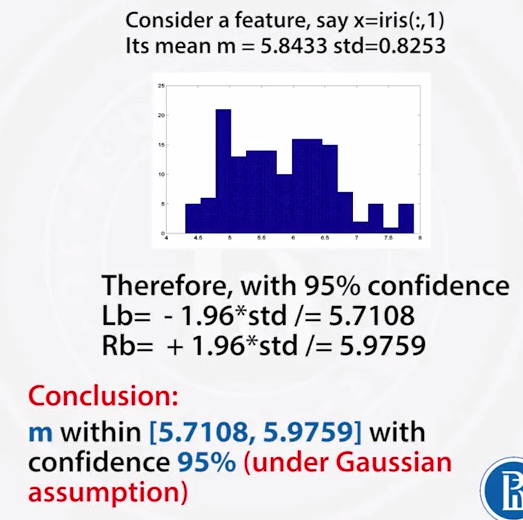 Consider a feature, say x=iris(:,1)
Its mean m = 5.8433 std=0.8253
25
20
15
10
5
0
4 4.5 5 5.5 6 6.5 7 7.5 8
Therefore, with 95% confidence
Lb= - 1.96*std /= 5.7108
Rb= + 1.96*std /= 5.9759
Conclusion:
m within [5.7108, 5.9759] with
confidence 95% (under Gaussian
assumption)